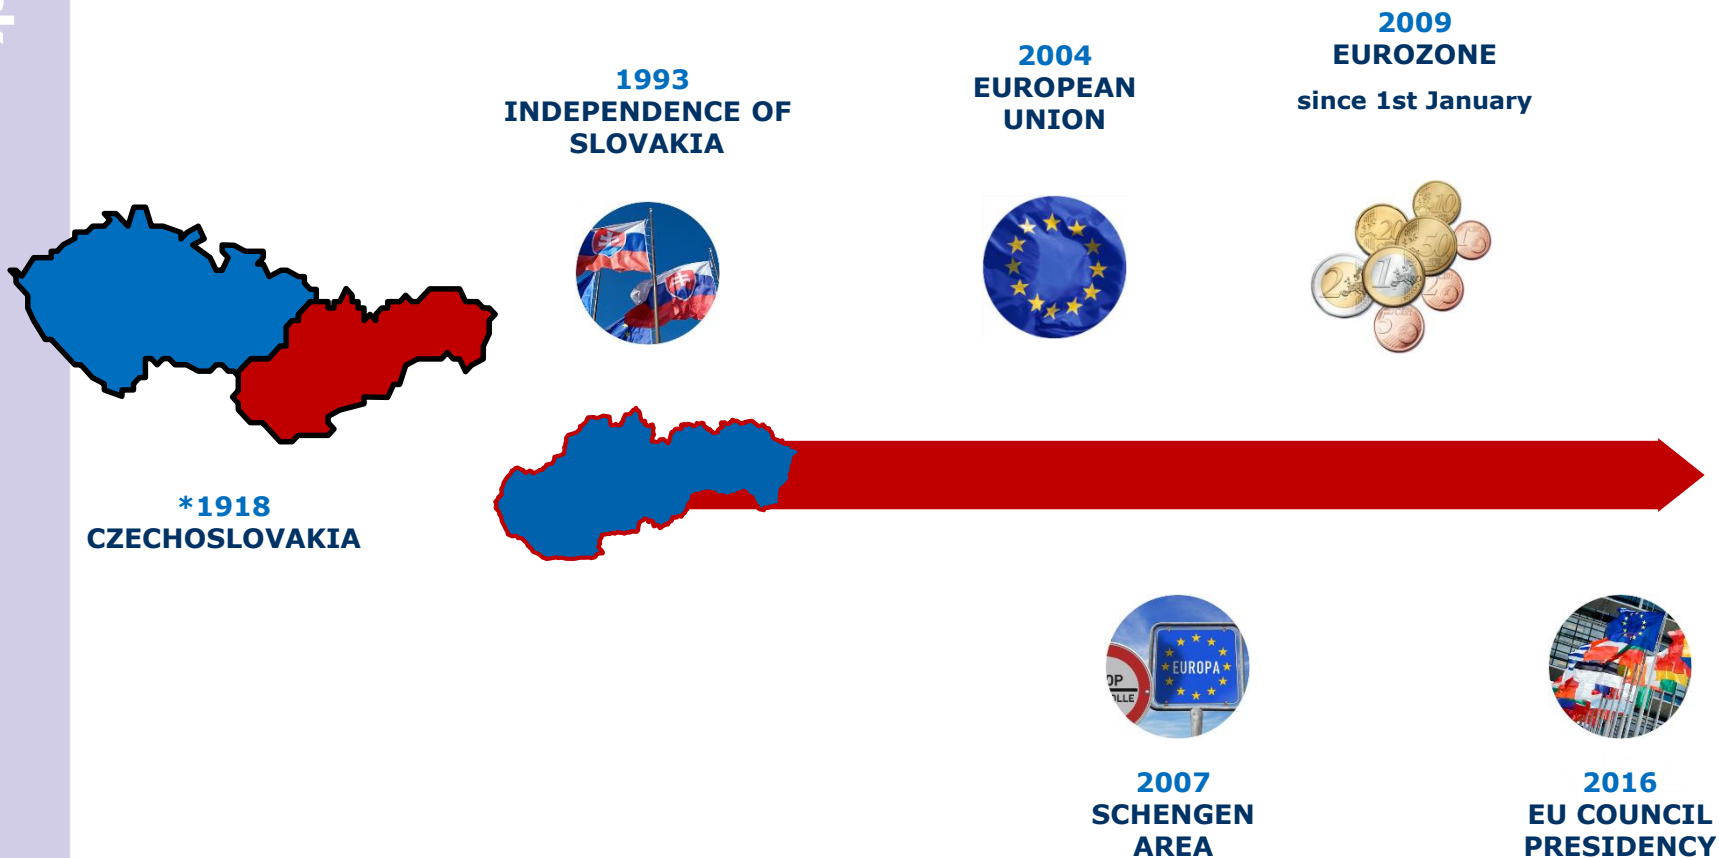 2009
EUROZONE
since 1st January
2004
EUROPEAN
UNION
1993
INDEPENDENCE OF
SLOVAKIA
*1918
CZECHOSLOVAKIA
EUROPA
2007
SCHENGEN
AREA
2016
EU COUNCIL
PRESIDENCY